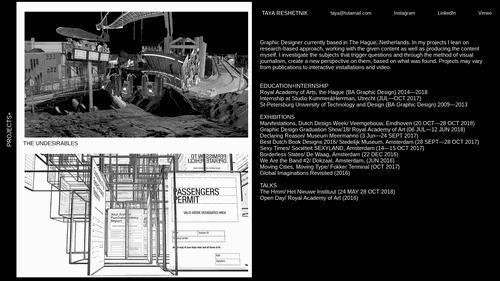 PROJECTS+
THE UNDESIRABLES
PASSENGERS
PERMIT
TAYA RESHETNIK
taya@tutamail.com
Instagram
LinkedIn
Vimeo
Graphic Designer currently based in The Hague, Netherlands. In my projects I lean on
research-based approach, working with the given content as well as producing the content
myself. I investigate the subjects that trigger questions and through the method of visual
journalism, create a new perspective on them, based on what was found. Projects may vary
from publications to interactive installations and video.
EDUCATION+INTERNSHIP
Royal Academy of Arts, the Hague (BA Graphic Design) 2014—2018
Internship at Studio Kummer&Herrman, Utrecht (JUL—OCT 2017)
St-Petersburg University of Technology and Design (BA Graphic Design) 2009—2013
EXHIBITIONS
Manifestations, Dutch Design Week/ Veemgebouw, Eindhoven (20 OCT—28 OCT 2018)
Graphic Design Graduation Show'18/ Royal Academy of Art (06 JUL—12 JUN 2018)
Declaring Reason/ Museum Meermanno (3 Jun—24 SEPT 2017)
Best Dutch Book Designs 2016/ Stedelijk Museum, Amsterdam (28 SEPT—28 OCT 2017)
Sexy Times/ Societeit SEXYLAND, Amsterdam (14—15 OCT 2017)
Borderless States/ De Waag, Amsterdam (22 DEC 2016)
We Are the Band #2/ Dokzaal, Amsterdam, (JUN 2016)
Moving Cities, Moving Type/ Fokker Terminal (OCT 2017)
Global Imaginations Revisited (2016)
TALKS
The Hmm/ Het Nieuwe Instituut (24 MAY 28 OCT 2018)
Open Day/ Royal Academy of Art (2016)